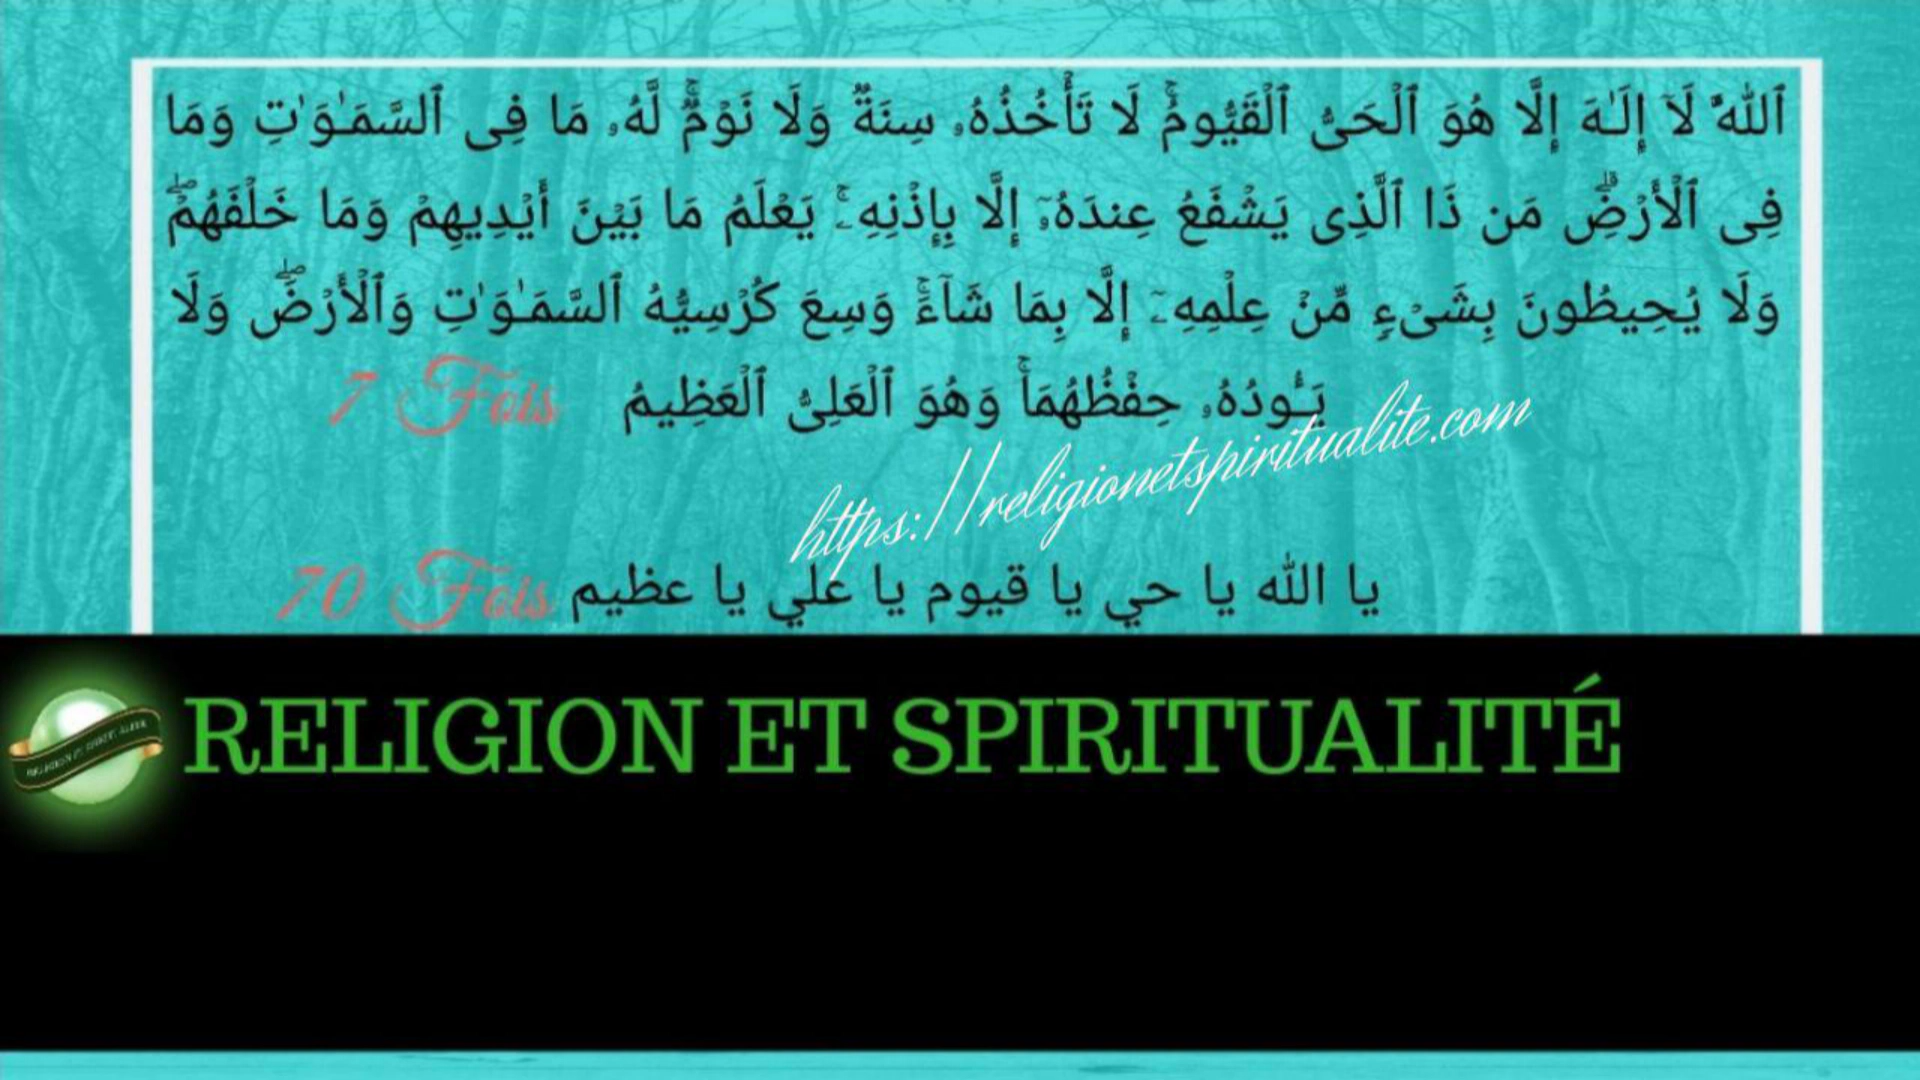 ٱللَّهُ لَآ إِلَـٰهَ إِلَّا هُوَ ٱلْحَىُّ ٱلْقَيُّومُ ۚ لَا تَأْخُذُهُۥ سِنَةٌ وَلَا نَوْمٌ ۚ لَّهُۥ مَا فِى ٱلسَّمَـٰوَٰتِ وَمَا
فِى ٱلْأَرْضِ ۗ مَن ذَا ٱلَّذِى يَشْفَعُ عِندَهُۥٓ إِلَّا بِإِذْنِهِۦ ۚ يَعْلَمُ مَا بَيْنَ أَيْدِيهِمْ وَمَا خَلْفَهُمْ ۖ
وَلَا يُحِيطُونَ بِشَىْءٍ مِّنْ عِلْمِهِۦٓ إِلَّا بِمَا شَآءَ ۚ وَسِعَ كُرْسِيُّهُ ٱلسَّمَـٰوَٰتِ وَٱلْأَرْضَ ۖ وَلَا
يَـُٔودُهُۥ حِفْظُهُمَا ۚ وَهُوَ ٱلْعَلِىُّ ٱلْعَظِيمُ 7 Fois
https://religionetspiritualite.com
يا الله يا حي يا قيوم يا علي يا عظيم 70 Fois
RELIGION ET SPIRITUALITÉ